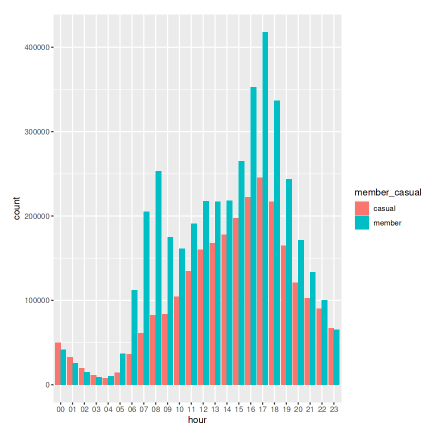 400000
300000
200000
100000
0
count
00 01 02 03 04 05 06 07 08 09 10 11 12 13 14 15 16 17 18 19 20 21 22 23
hour
member_casual
casual
member